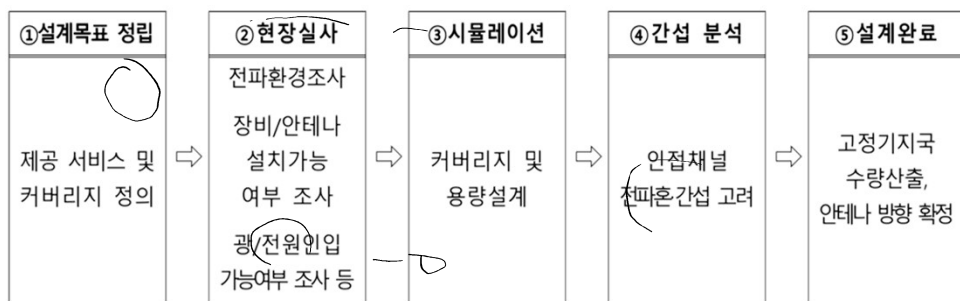 ①설계목표 정립
제공 서비스 및
커버리지 정의
②현장실사
전파환경조사
장비/안테나
설치가능
여부 조사
광/전원인입
가능여부 조사 등
③시뮬레이션
커버리지 및
용량설계
④간섭 분석
인접채널
전파혼간섭 고려
⑤설계완료
고정기지국
수량산출,
안테나 방향 확정